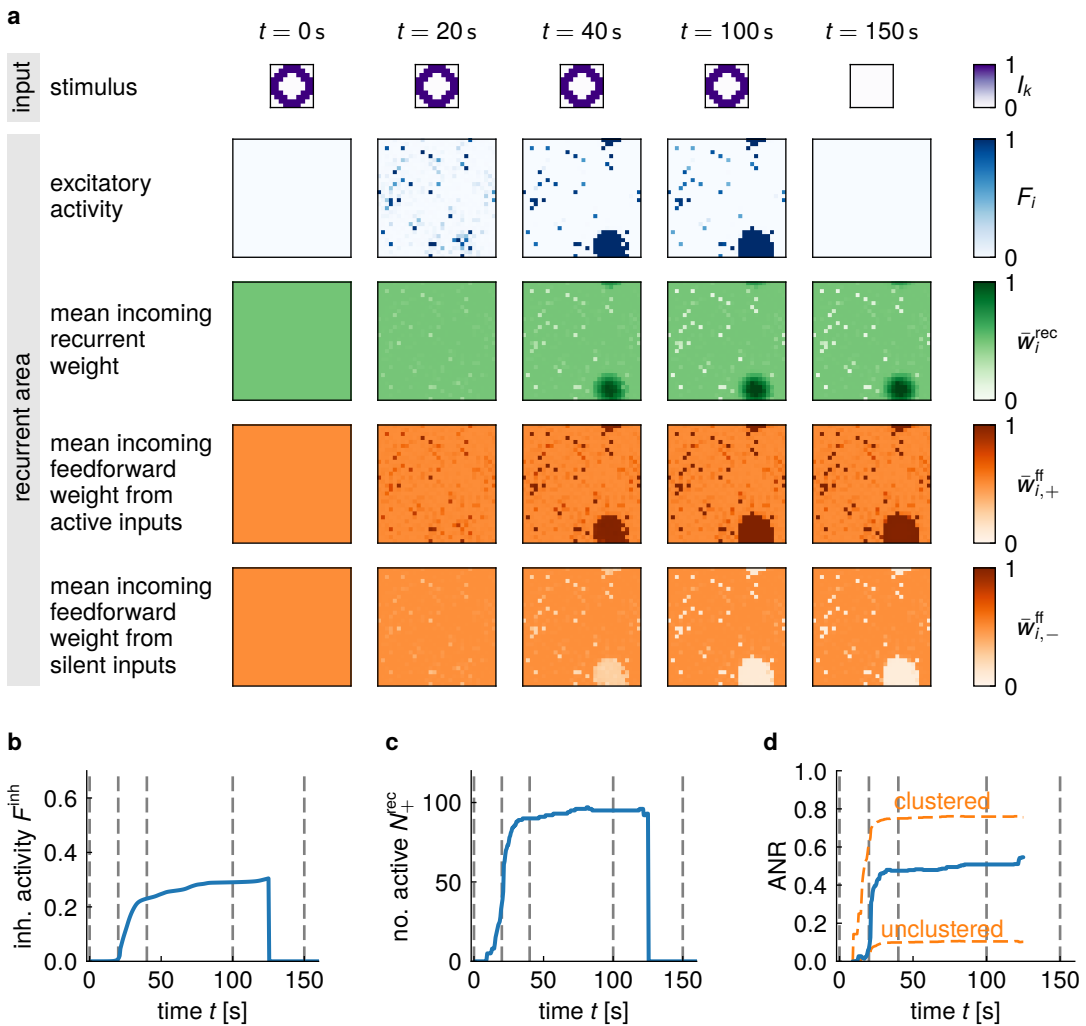 a
t = 0 s
t = 20 s
t = 40 s
t = 100 s
t = 150 s
input
stimulus
1
0
I_k
recurrent area
excitatory
activity
1
0
F_i
mean incoming
recurrent
weight
1
0
w̄_i^rec
mean incoming
feedforward
weight from
active inputs
1
0
w̄_{i,+}^ff
mean incoming
feedforward
weight from
silent inputs
1
0
w̄_{i,−}^ff
b
inh. activity F^inh
0.6
0.4
0.2
0.0
0 50 100 150
time t [s]
c
no. active N_+^rec
100
50
0
0 50 100 150
time t [s]
d
ANR
1.0
0.8
0.6
0.4
0.2
0.0
clustered
unclustered
0 50 100 150
time t [s]